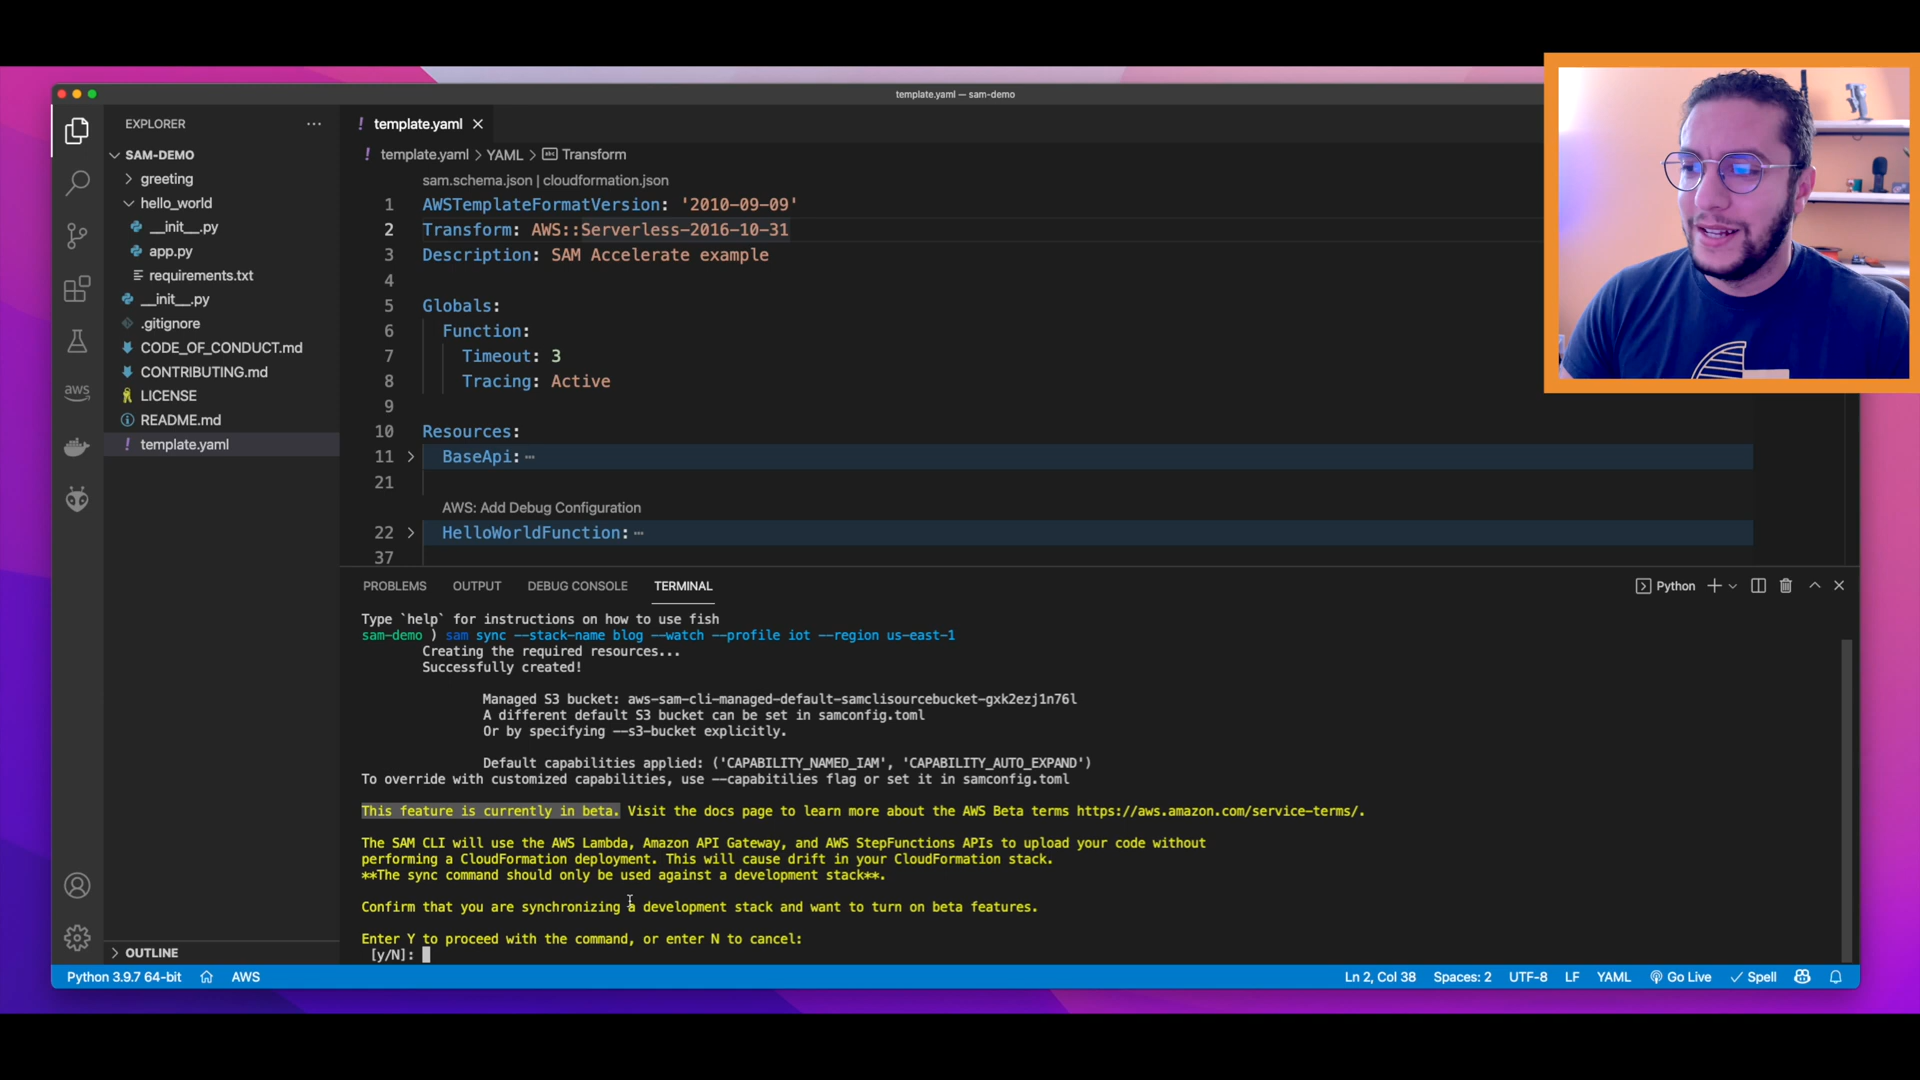 template.yaml — sam-demo
EXPLORER
SAM-DEMO
greeting
hello_world
__init__.py
app.py
requirements.txt
__init__.py
.gitignore
CODE_OF_CONDUCT.md
CONTRIBUTING.md
LICENSE
README.md
template.yaml
OUTLINE
aws
template.yaml
template.yaml > YAML > Transform
sam.schema.json | cloudformation.json
1 AWSTemplateFormatVersion: '2010-09-09'
2 Transform: AWS::Serverless-2016-10-31
3 Description: SAM Accelerate example
4
5 Globals:
6 Function:
7 Timeout: 3
8 Tracing: Active
9
10 Resources:
11 BaseApi:
21
AWS: Add Debug Configuration
22 HelloWorldFunction:
37
PROBLEMS OUTPUT DEBUG CONSOLE TERMINAL Python
Type `help` for instructions on how to use fish
sam-demo ) sam sync --stack-name blog --watch --profile iot --region us-east-1
Creating the required resources...
Successfully created!
Managed S3 bucket: aws-sam-cli-managed-default-samclisourcebucket-gxk2ezj1n76l
A different default S3 bucket can be set in samconfig.toml
Or by specifying --s3-bucket explicitly.
Default capabilities applied: ('CAPABILITY_NAMED_IAM', 'CAPABILITY_AUTO_EXPAND')
To override with customized capabilities, use --capabitilies flag or set it in samconfig.toml
This feature is currently in beta. Visit the docs page to learn more about the AWS Beta terms https://aws.amazon.com/service-terms/.
The SAM CLI will use the AWS Lambda, Amazon API Gateway, and AWS StepFunctions APIs to upload your code without
performing a CloudFormation deployment. This will cause drift in your CloudFormation stack.
**The sync command should only be used against a development stack**.
Confirm that you are synchronizing a development stack and want to turn on beta features.
Enter Y to proceed with the command, or enter N to cancel:
[y/N]:
Python 3.9.7 64-bit AWS Ln 2, Col 38 Spaces: 2 UTF-8 LF YAML Go Live Spell